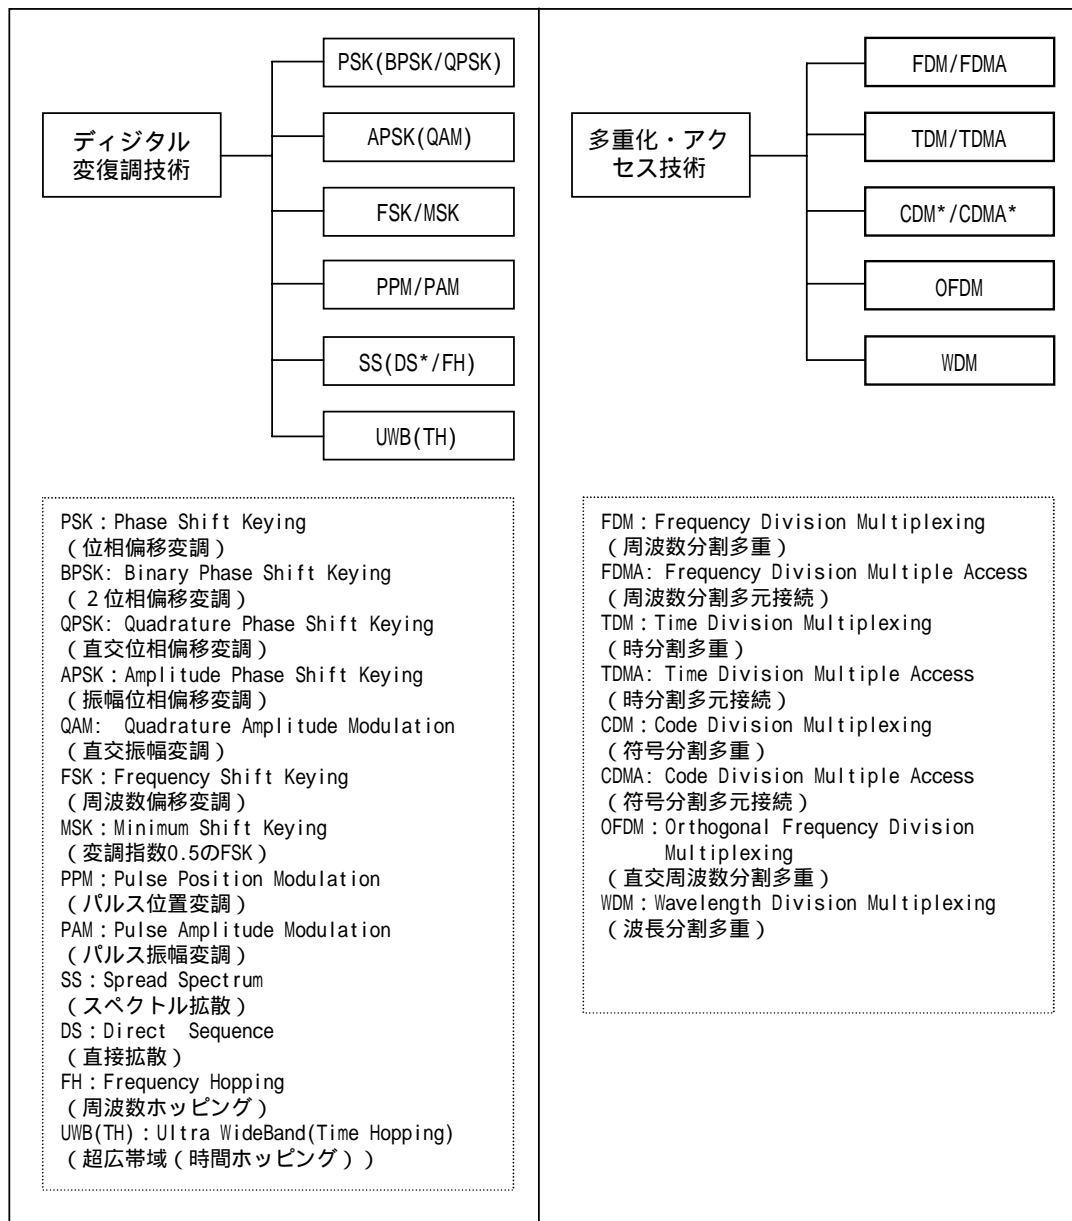 ディジタル
変復調技術
PSK(BPSK/QPSK)
APSK(QAM)
FSK/MSK
PPM/PAM
SS(DS*/FH)
UWB(TH)
PSK：Phase Shift Keying
（位相偏移変調）
BPSK: Binary Phase Shift Keying
（２位相偏移変調）
QPSK: Quadrature Phase Shift Keying
（直交位相偏移変調）
APSK：Amplitude Phase Shift Keying
（振幅位相偏移変調）
QAM:　Quadrature Amplitude Modulation
（直交振幅変調）
FSK：Frequency Shift Keying
（周波数偏移変調）
MSK：Minimum Shift Keying
（変調指数0.5のFSK）
PPM：Pulse Position Modulation
（パルス位置変調）
PAM：Pulse Amplitude Modulation
（パルス振幅変調）
SS：Spread Spectrum
（スペクトル拡散）
DS：Direct　Sequence
（直接拡散）
FH：Frequency Hopping
（周波数ホッピング）
UWB(TH)：Ultra WideBand(Time Hopping)
（超広帯域（時間ホッピング））
多重化・アク
セス技術
FDM/FDMA
TDM/TDMA
CDM*/CDMA*
OFDM
WDM
FDM：Frequency Division Multiplexing
（周波数分割多重）
FDMA: Frequency Division Multiple Access
（周波数分割多元接続）
TDM：Time Division Multiplexing
（時分割多重）
TDMA: Time Division Multiple Access
（時分割多元接続）
CDM：Code Division Multiplexing
（符号分割多重）
CDMA: Code Division Multiple Access
（符号分割多元接続）
OFDM：Orthogonal Frequency Division
Multiplexing
（直交周波数分割多重）
WDM：Wavelength Division Multiplexing
（波長分割多重）